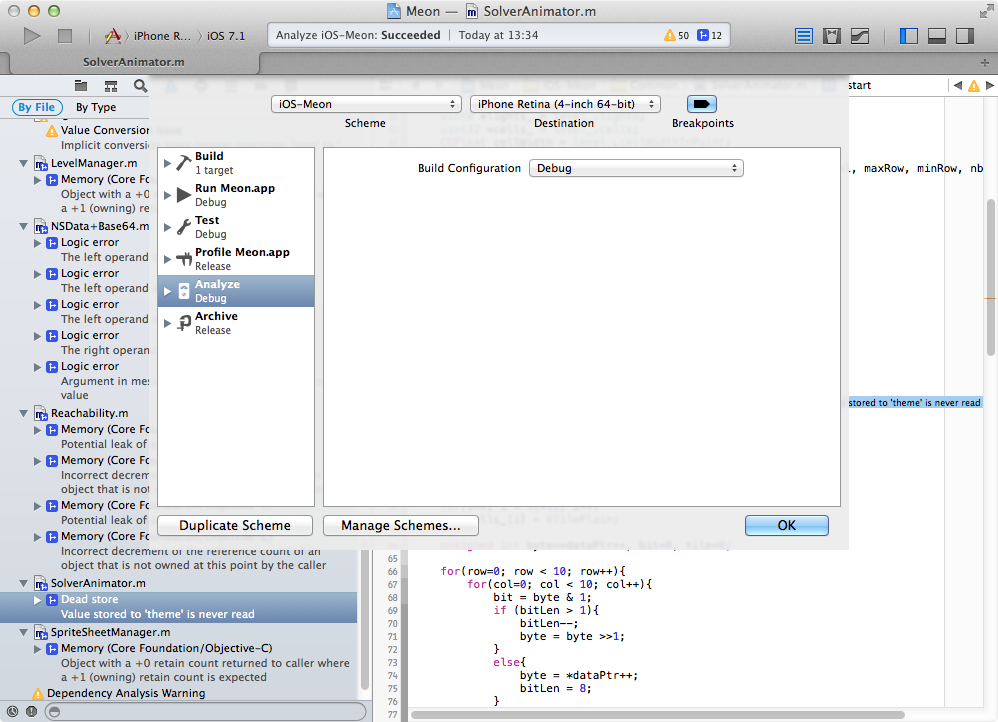 Meon — SolverAnimator.m
iPhone R... iOS 7.1
Analyze iOS-Meon: Succeeded | Today at 13:34
50 12
SolverAnimator.m
By File By Type
Value Conversion
Implicit conversi
LevelManager.m
Memory (Core Fo
Object with a +0
a +1 (owning) ret
NSData+Base64.m
Logic error
The left operand
Logic error
The left operand
Logic error
The left operand
Logic error
The right operan
Logic error
Argument in mes
value
Reachability.m
Memory (Core Fo
Potential leak of
Memory (Core Fo
Incorrect decrem
object that is not
Memory (Core Fo
Potential leak of
Memory (Core Fo
Incorrect decrement of the reference count of an
object that is not owned at this point by the caller
SolverAnimator.m
Dead store
Value stored to 'theme' is never read
SpriteSheetManager.m
Memory (Core Foundation/Objective-C)
Object with a +0 retain count returned to caller where
a +1 (owning) retain count is expected
Dependency Analysis Warning
iOS-Meon
Scheme
iPhone Retina (4-inch 64-bit)
Destination
Breakpoints
Build
1 target
Run Meon.app
Debug
Test
Debug
Profile Meon.app
Release
Analyze
Debug
Archive
Release
Build Configuration Debug
Duplicate Scheme
Manage Schemes...
OK
start
, maxRow, minRow, nb
stored to 'theme' is never read
65
66 for(row=0; row < 10; row++){
67 for(col=0; col < 10; col++){
68 bit = byte & 1;
69 if (bitLen > 1){
70 bitLen--;
71 byte = byte >>1;
72 }
73 else{
74 byte = *dataPtr++;
75 bitLen = 8;
76 }
77